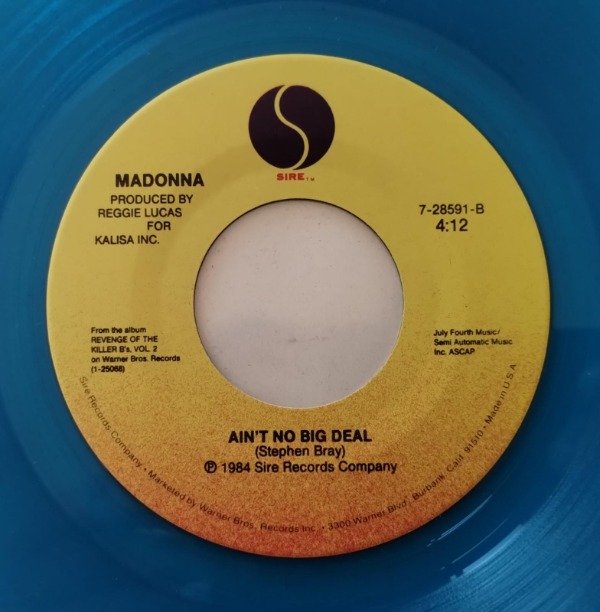 SIRE™
MADONNA
PRODUCED BY
REGGIE LUCAS
FOR
KALISA INC.
7-28591-B
4:12
From the album
REVENGE OF THE
KILLER B's, VOL. 2
on Warner Bros. Records
(1-25068)
July Fourth Music/
Semi Automatic Music
Inc. ASCAP
AIN'T NO BIG DEAL
(Stephen Bray)
℗ 1984 Sire Records Company
Sire Records Company • Marketed by Warner Bros. Records Inc. • 3300 Warner Blvd., Burbank, Calif. 91510 • Made in U.S.A.